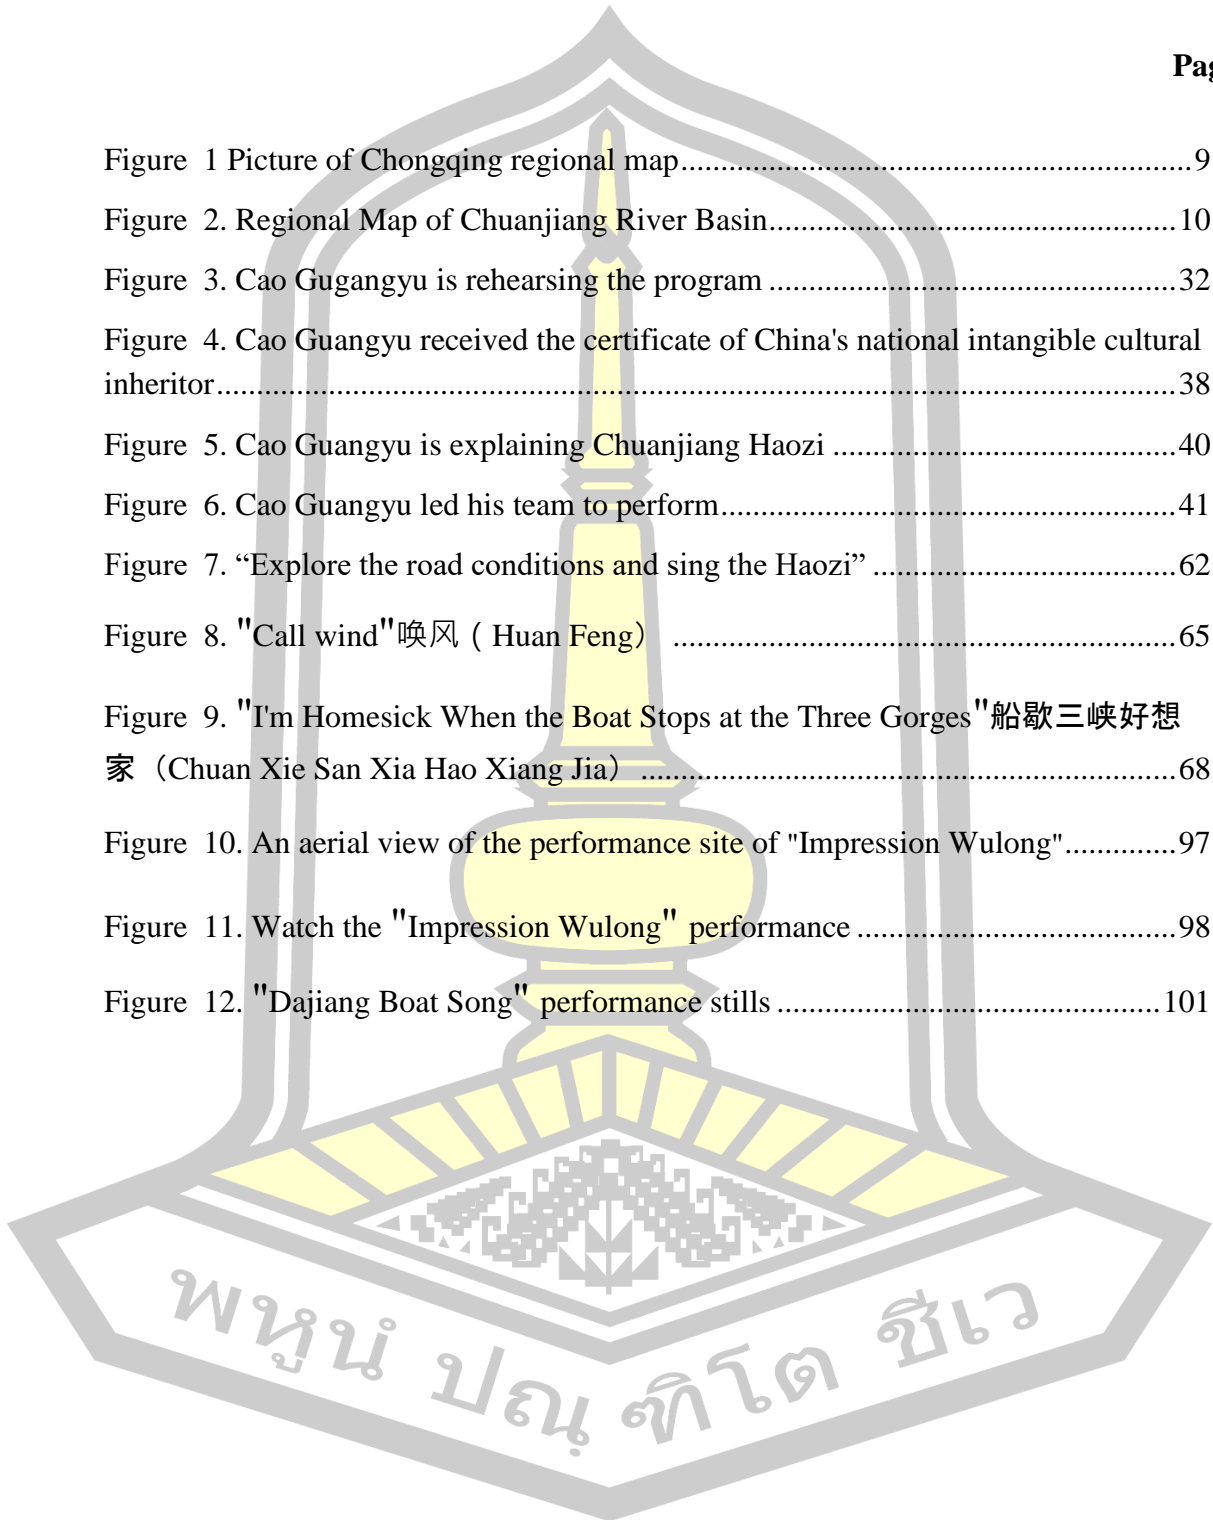 Pag
Figure 1 Picture of Chongqing regional map.....................................................9
Figure 2. Regional Map of Chuanjiang River Basin..........................................10
Figure 3. Cao Gugangyu is rehearsing the program ..........................................32
Figure 4. Cao Guangyu received the certificate of China's national intangible cultural
inheritor...................................................................................................38
Figure 5. Cao Guangyu is explaining Chuanjiang Haozi ...................................40
Figure 6. Cao Guangyu led his team to perform...............................................41
Figure 7. “Explore the road conditions and sing the Haozi” ...............................62
Figure 8. "Call wind"唤风（Huan Feng） ....................................................65
Figure 9. "I'm Homesick When the Boat Stops at the Three Gorges"船歇三峡好想
家（Chuan Xie San Xia Hao Xiang Jia） .......................................................68
Figure 10. An aerial view of the performance site of "Impression Wulong"..............97
Figure 11. Watch the "Impression Wulong" performance ................................98
Figure 12. "Dajiang Boat Song" performance stills .........................................101
พหูนํ ปณฺฑิโต ชีเว